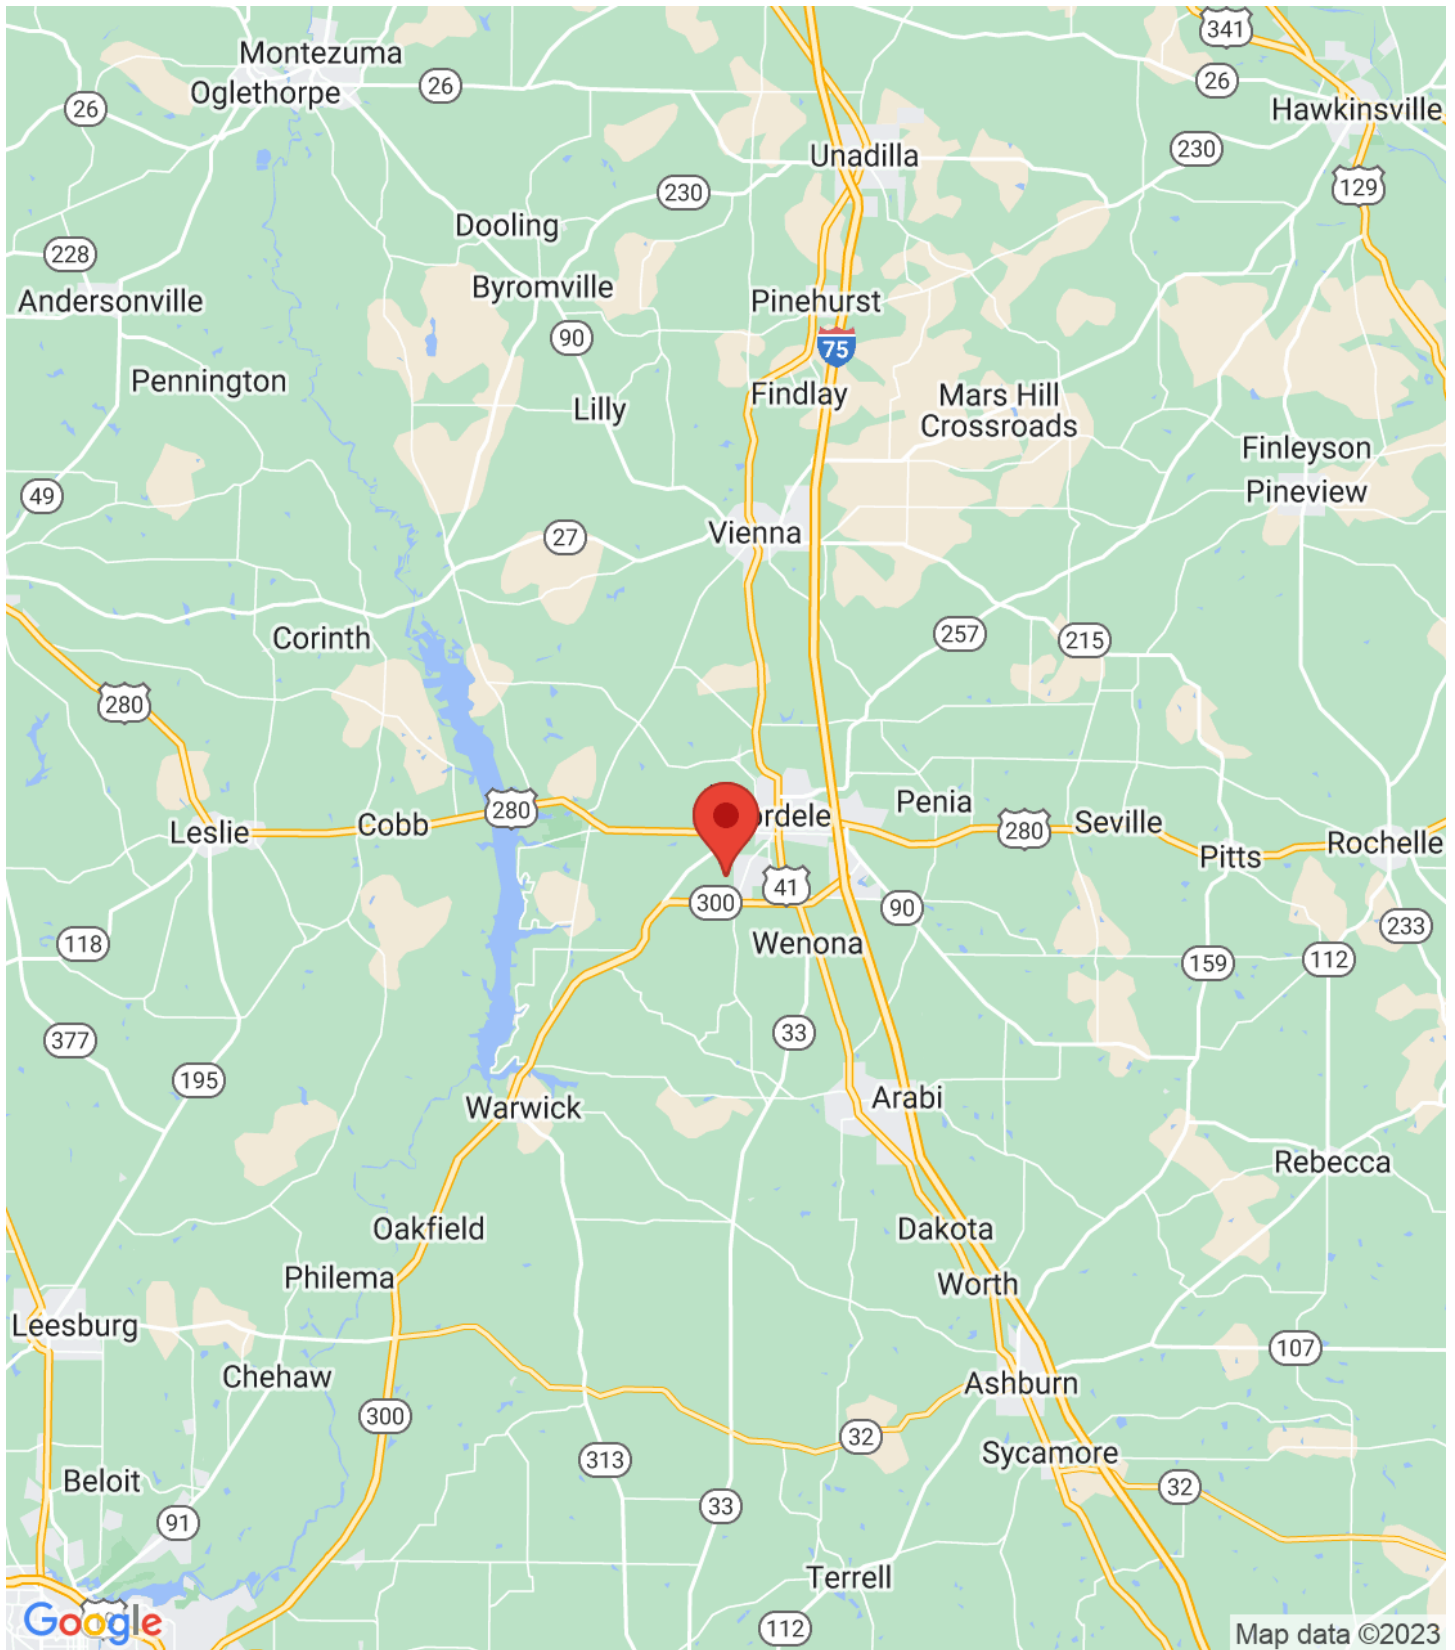 341
Montezuma
26
26
Oglethorpe
26
Hawkinsville
230
Unadilla
129
230
Dooling
228
Byromville
Andersonville
Pinehurst
90
75
Pennington
Findlay
Mars Hill
Crossroads
Lilly
Finleyson
49
Pineview
Vienna
27
257
215
Corinth
280
Penia
280
ordele
Cobb
Seville
280
Leslie
Rochelle
Pitts
41
300
90
233
118
Wenona
112
159
33
377
195
Arabi
Warwick
Rebecca
Oakfield
Dakota
Philema
Worth
Leesburg
107
Chehaw
Ashburn
300
32
Sycamore
313
Beloit
32
33
91
Terrell
Google
112
Map data ©2023